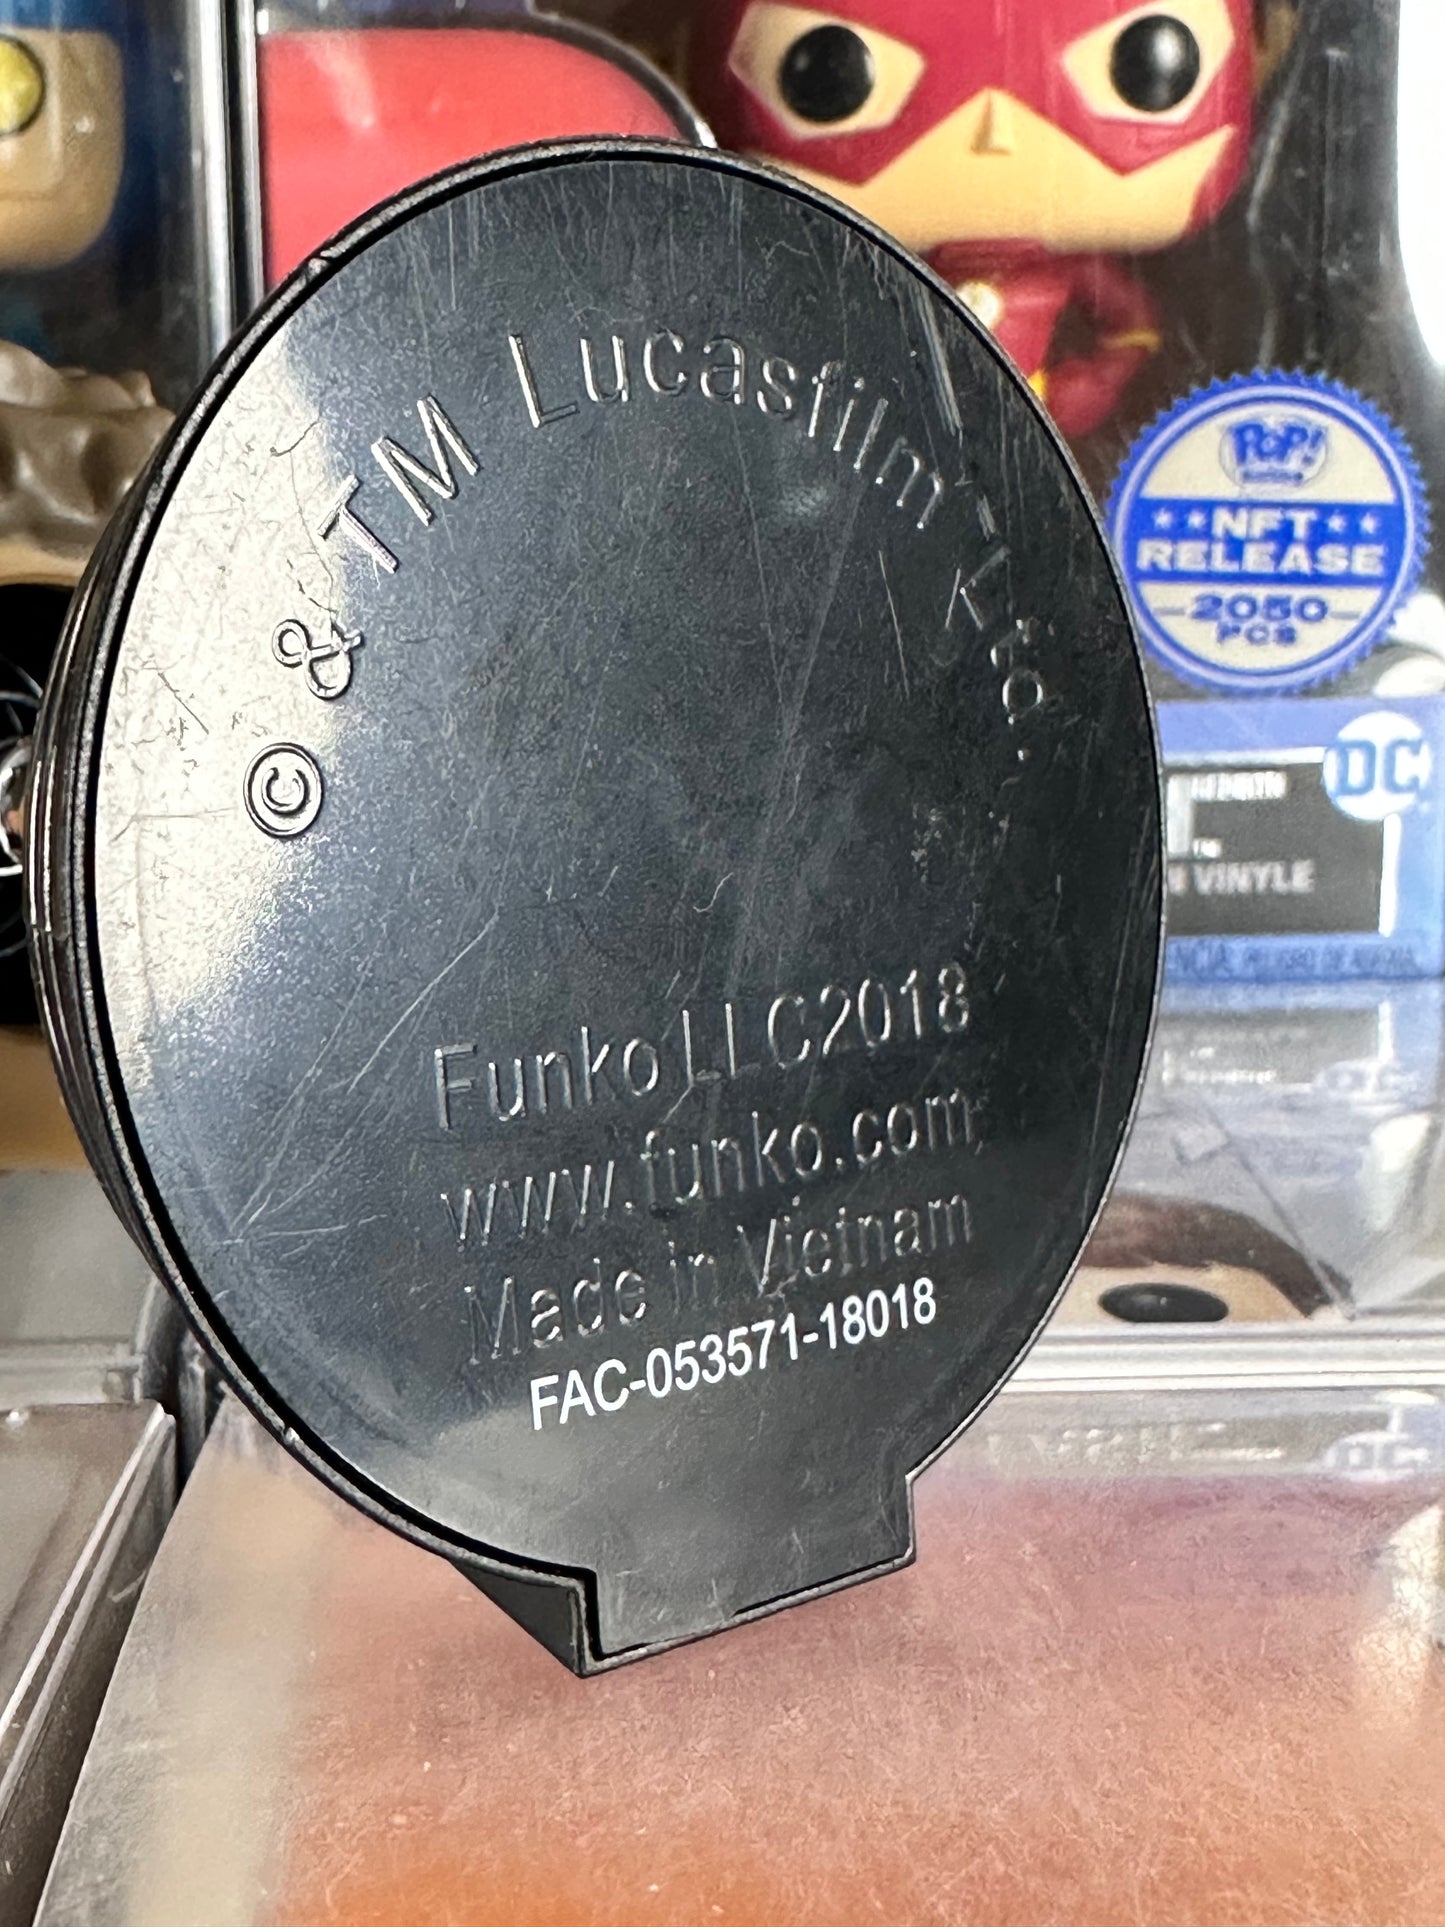 © & TM Lucasfilm Ltd.
Funko LLC2018
www.funko.com
Made in Vietnam
FAC-053571-18018
POP!
NFT
RELEASE
2050
PCS
DC
VINYLE